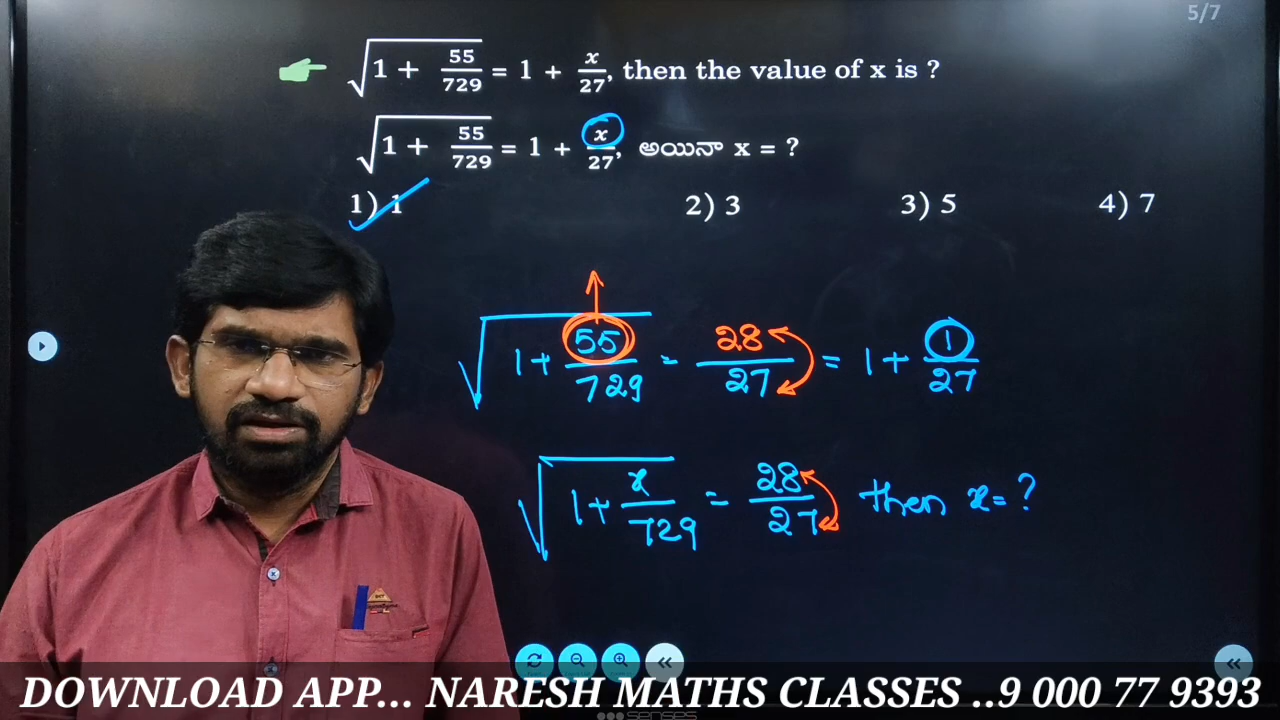 5/7
√(1 + 55/729) = 1 + x/27, then the value of x is ?
√(1 + 55/729) = 1 + x/27, అయినా x = ?
1) 1 2) 3 3) 5 4) 7
√(1 + 55/729) = 28/27 = 1 + 1/27
√(1 + x/729) = 28/27 then x = ?
DOWNLOAD APP... NARESH MATHS CLASSES ..9 000 77 9393
senses